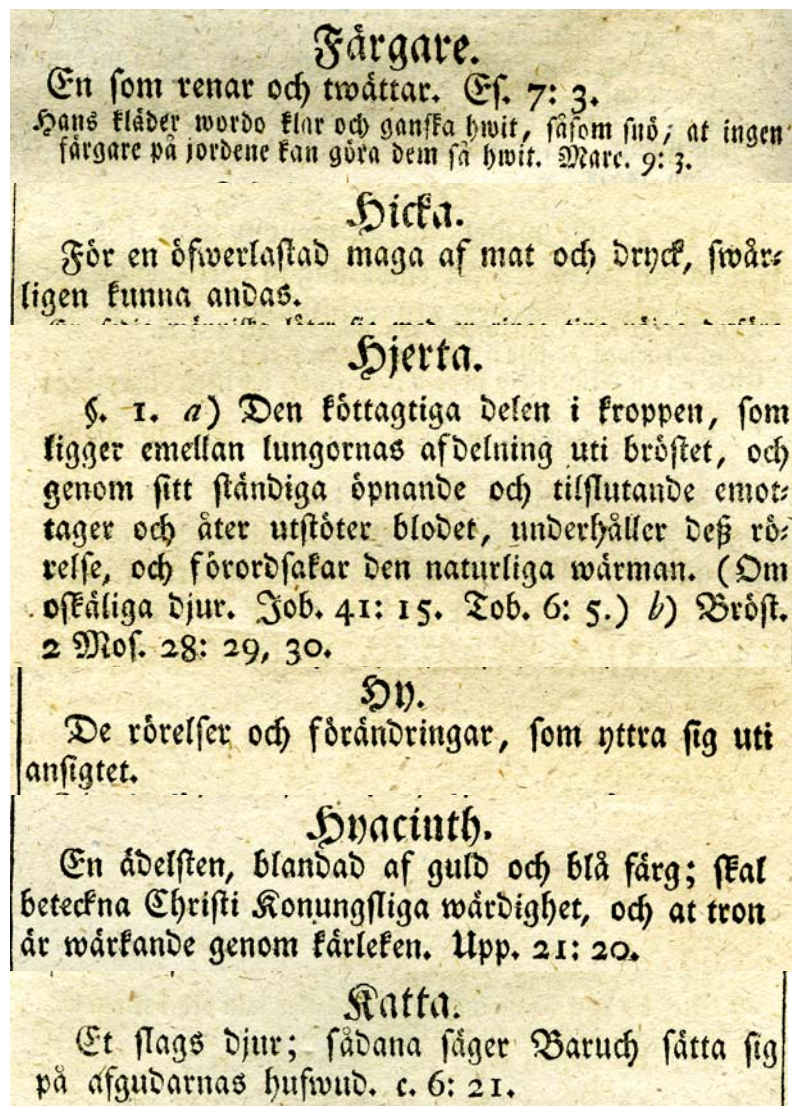 Färgare.
En som renar och twättar. Es. 7: 3.
Hans kläder wordo klar och ganska hwit, såsom snö; at ingen
färgare på jordene kan göra dem så hwit. Marc. 9: 3.
Hicka.
För en öfwerlastad maga af mat och dryck, swår-
ligen kunna andas.
Hjerta.
§. 1. a) Den köttagtiga delen i kroppen, som
ligger emellan lungornas afdelning uti bröstet, och
genom sitt ständiga öpnande och tilslutande emot-
tager och åter utstöter blodet, underhåller deß rö-
relse, och förordsakar den naturliga wärman. (Om
oskäliga djur. Job. 41: 15. Tob. 6: 5.) b) Bröst.
2 Mos. 28: 29, 30.
Hy.
De rörelser och förändringar, som yttra sig uti
ansigtet.
Hyacinth.
En ädelsten, blandad af guld och blå färg; skal
beteckna Christi Konungsliga wärdighet, och at tron
är wärkande genom kärleken. Upp. 21: 20.
Katta.
Et slags djur; sådana säger Baruch sätta sig
på afgudarnas hufwud. c. 6: 21.